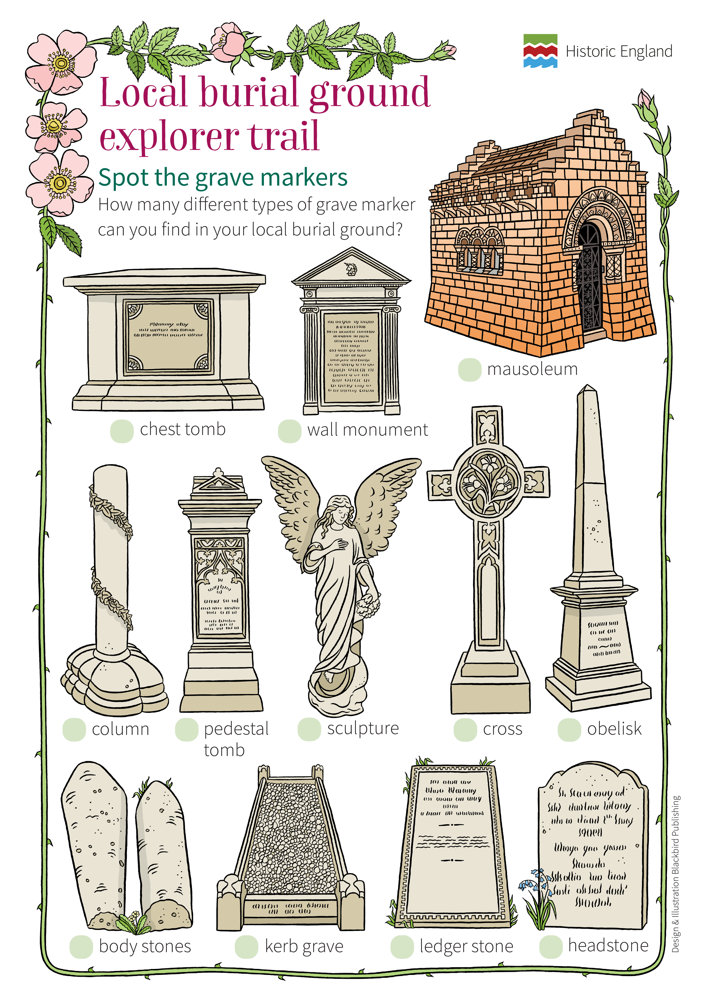 Historic England
Local burial ground
explorer trail
Spot the grave markers
How many different types of grave marker
can you find in your local burial ground?
mausoleum
chest tomb
wall monument
column
pedestal
tomb
sculpture
cross
obelisk
body stones
kerb grave
ledger stone
headstone
Design & Illustration Blackbird Publishing